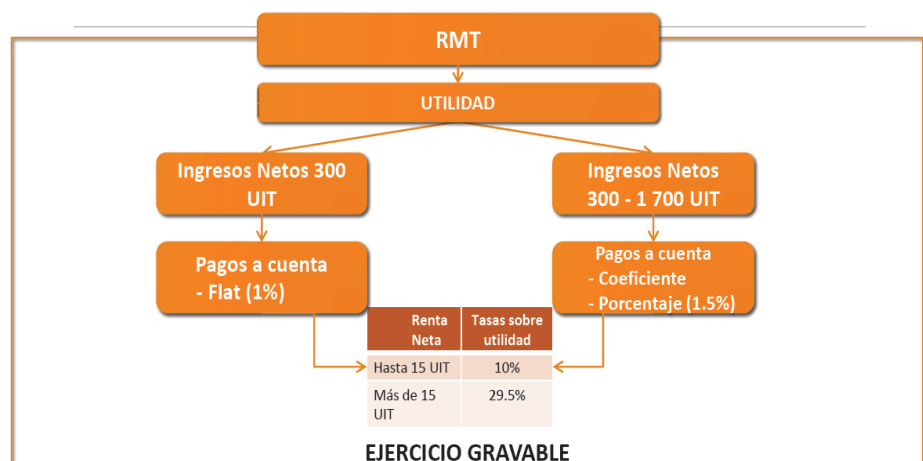 RMT
UTILIDAD
Ingresos Netos 300
UIT
Ingresos Netos
300 - 1 700 UIT
Pagos a cuenta
- Flat (1%)
Pagos a cuenta
- Coeficiente
- Porcentaje (1.5%)
Renta Tasas sobre
Neta utilidad
Hasta 15 UIT 10%
Más de 15 29.5%
UIT
EJERCICIO GRAVABLE